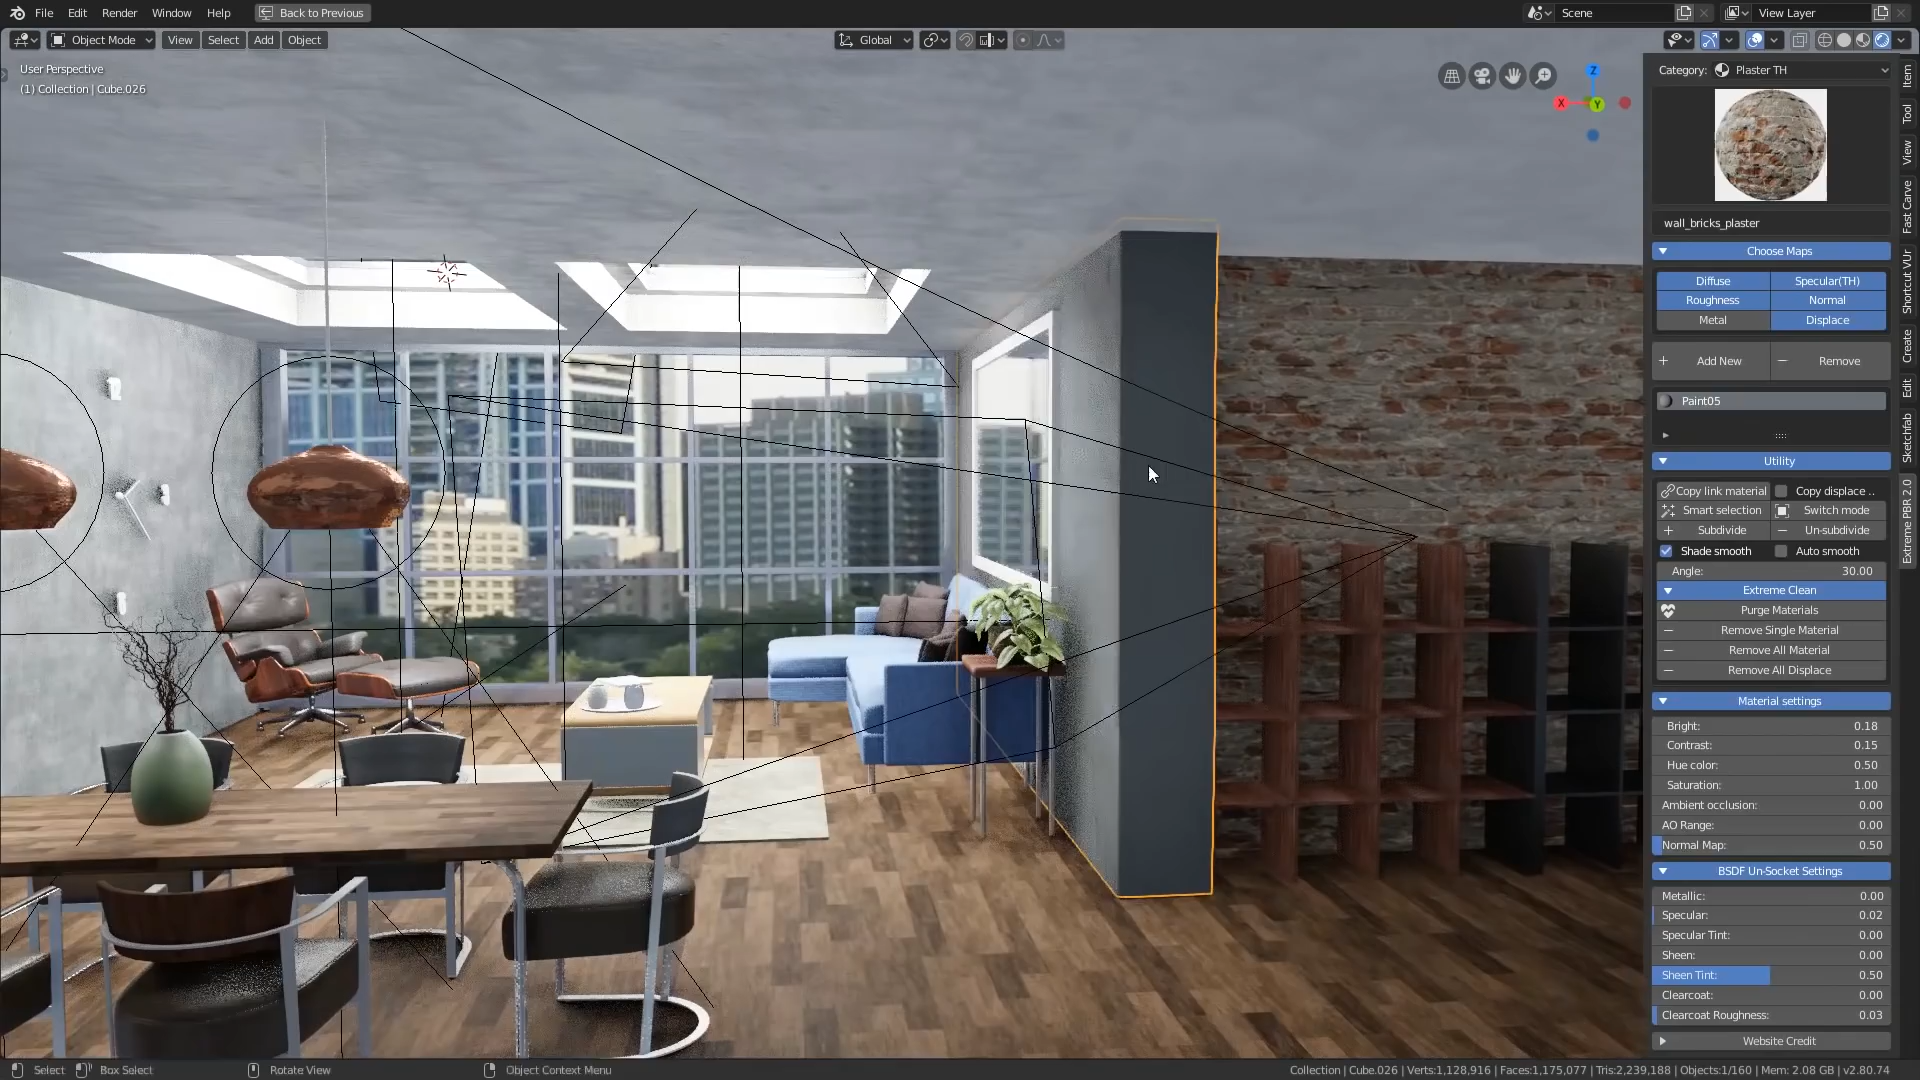 File Edit Render Window Help Back to Previous Scene View Layer
Object Mode View Select Add Object Global
User Perspective
(1) Collection | Cube.026
Z
X Y
Category: Plaster TH
wall_bricks_plaster
Choose Maps
Diffuse Specular(TH)
Roughness Normal
Metal Displace
Add New Remove
Paint05
Utility
Copy link material Copy displace ..
Smart selection Switch mode
Subdivide Un-subdivide
Shade smooth Auto smooth
Angle: 30.00
Extreme Clean
Purge Materials
Remove Single Material
Remove All Material
Remove All Displace
Material settings
Bright: 0.18
Contrast: 0.15
Hue color: 0.50
Saturation: 1.00
Ambient occlusion: 0.00
AO Range: 0.00
Normal Map: 0.50
BSDF Un-Socket Settings
Metallic: 0.00
Specular: 0.02
Specular Tint: 0.00
Sheen: 0.00
Sheen Tint: 0.50
Clearcoat: 0.00
Clearcoat Roughness: 0.03
Website Credit
Item
Tool
View
Fast Carve
Shortcut VUr
Create
Edit
Sketchfab
Extreme PBR 2.0
Select Box Select Rotate View Object Context Menu
Collection | Cube.026 | Verts:1,128,916 | Faces:1,175,077 | Tris:2,239,188 | Objects:1/160 | Mem: 2.08 GB | v2.80.74